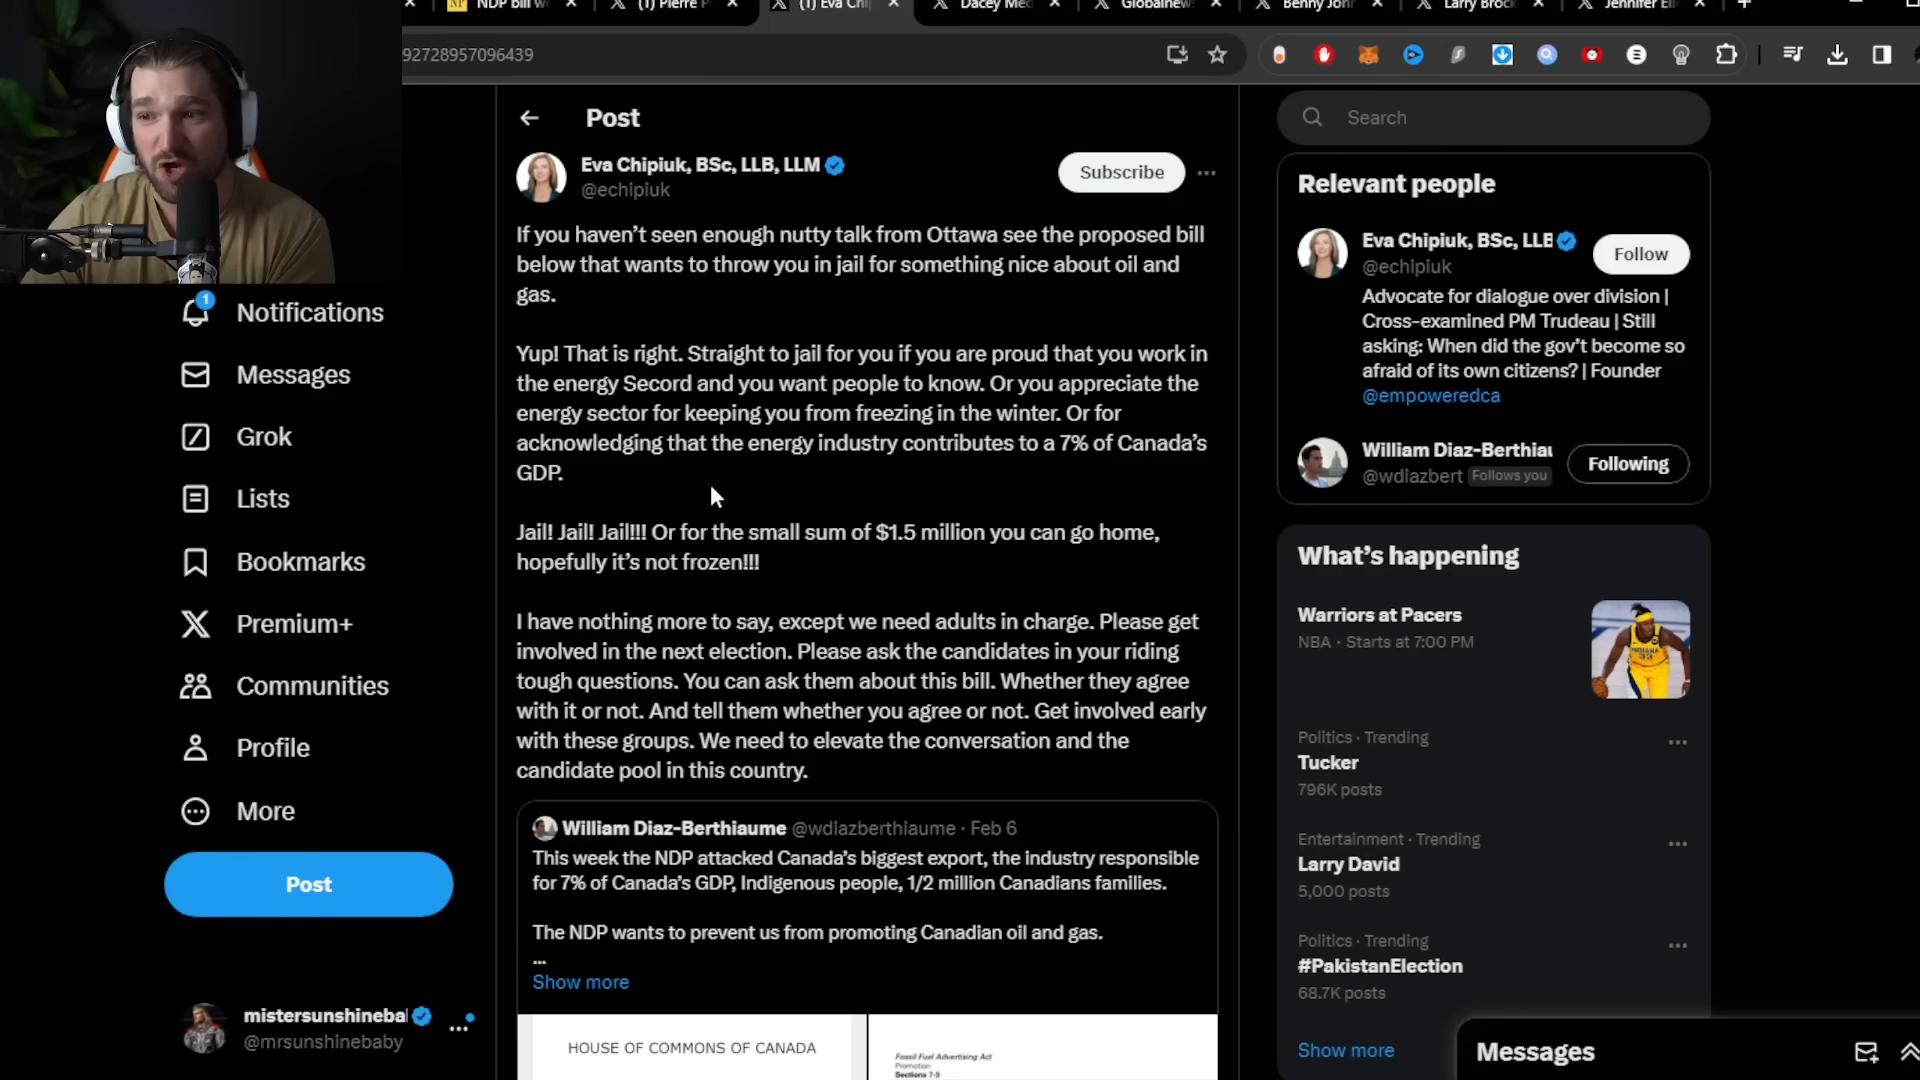 NDP bill w
(1) Pierre P
(1) Eva Chi
Dacey Med
Globalnew
Benny John
Larry Brock
Jennifer El
92728957096439
Post
Search
Eva Chipiuk, BSc, LLB, LLM
@echipiuk
Subscribe
If you haven't seen enough nutty talk from Ottawa see the proposed bill
below that wants to throw you in jail for something nice about oil and
gas.
Yup! That is right. Straight to jail for you if you are proud that you work in
the energy Secord and you want people to know. Or you appreciate the
energy sector for keeping you from freezing in the winter. Or for
acknowledging that the energy industry contributes to a 7% of Canada's
GDP.
Jail! Jail! Jail!!! Or for the small sum of $1.5 million you can go home,
hopefully it's not frozen!!!
I have nothing more to say, except we need adults in charge. Please get
involved in the next election. Please ask the candidates in your riding
tough questions. You can ask them about this bill. Whether they agree
with it or not. And tell them whether you agree or not. Get involved early
with these groups. We need to elevate the conversation and the
candidate pool in this country.
William Diaz-Berthiaume @wdiazberthiaume · Feb 6
This week the NDP attacked Canada's biggest export, the industry responsible
for 7% of Canada's GDP, Indigenous people, 1/2 million Canadians families.
The NDP wants to prevent us from promoting Canadian oil and gas.
...
Show more
HOUSE OF COMMONS OF CANADA
Fossil Fuel Advertising Act
Promotion
Sections 7-9
1
Notifications
Messages
Grok
Lists
Bookmarks
Premium+
Communities
Profile
More
Post
mistersunshineba
@mrsunshinebaby
Relevant people
Eva Chipiuk, BSc, LLB
@echipiuk
Follow
Advocate for dialogue over division |
Cross-examined PM Trudeau | Still
asking: When did the gov't become so
afraid of its own citizens? | Founder
@empoweredca
William Diaz-Berthiau
@wdiazbert Follows you
Following
What's happening
Warriors at Pacers
NBA · Starts at 7:00 PM
Politics · Trending
Tucker
796K posts
Entertainment · Trending
Larry David
5,000 posts
Politics · Trending
#PakistanElection
68.7K posts
Show more
Messages